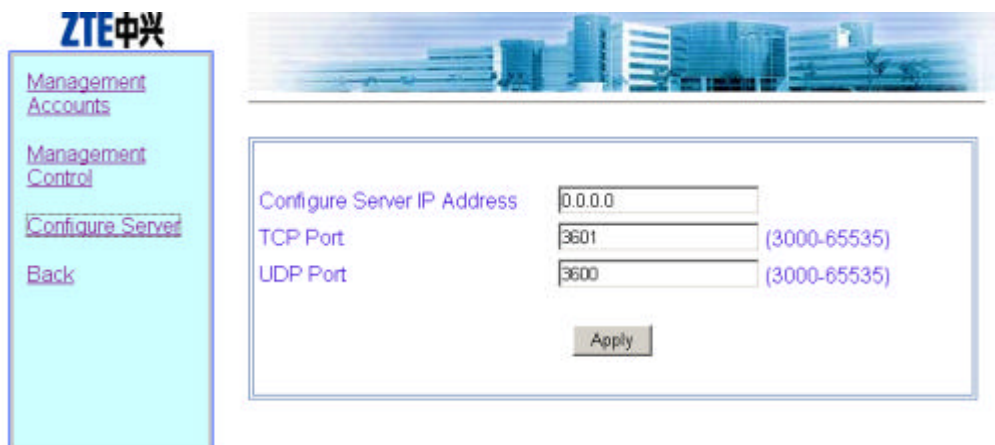 ZTE中兴
Management
Accounts
Management
Control
Configure Server
Back
Configure Server IP Address 0.0.0.0
TCP Port 3601 (3000-65535)
UDP Port 3600 (3000-65535)
Apply